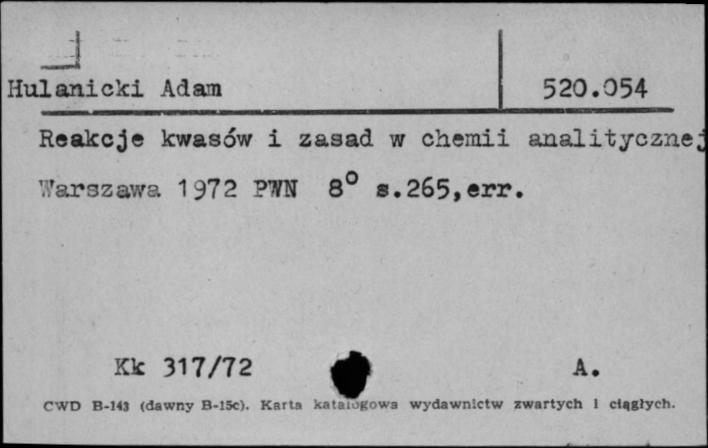 Hulanicki Adam 520.054
Reakcje kwasów i zasad w chemii analitycznej
Warszawa 1972 PWN 8° s.265,err.
Kk 317/72 A.
CWD B-143 (dawny B-15c). Karta katalogowa wydawnictw zwartych i ciągłych.